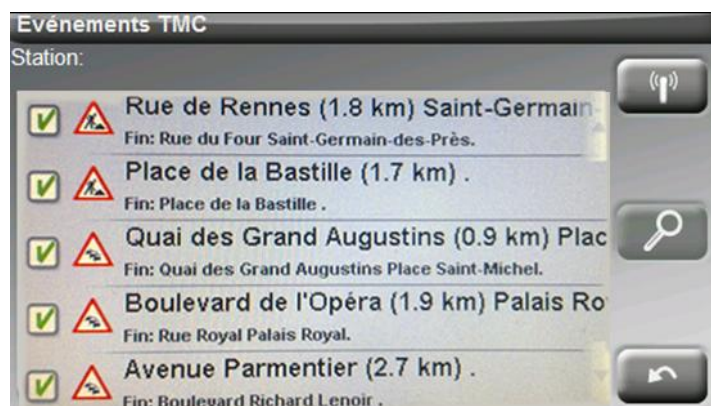 Evénements TMC
Station:
Rue de Rennes (1.8 km) Saint-Germain-
Fin: Rue du Four Saint-Germain-des-Près.
Place de la Bastille (1.7 km) .
Fin: Place de la Bastille .
Quai des Grand Augustins (0.9 km) Plac
Fin: Quai des Grand Augustins Place Saint-Michel.
Boulevard de l'Opéra (1.9 km) Palais Ro
Fin: Rue Royal Palais Royal.
Avenue Parmentier (2.7 km) .
Fin: Boulevard Richard Lenoir .